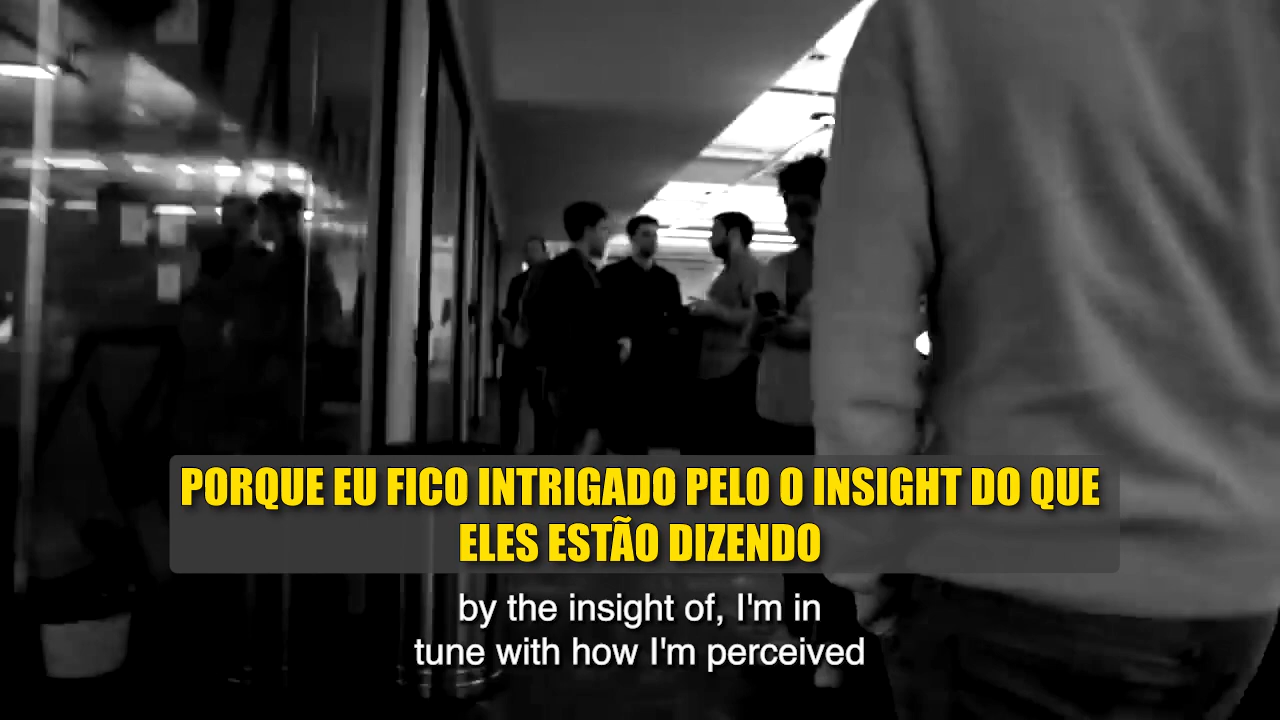 PORQUE EU FICO INTRIGADO PELO O INSIGHT DO QUE
ELES ESTÃO DIZENDO
by the insight of, I'm in
tune with how I'm perceived